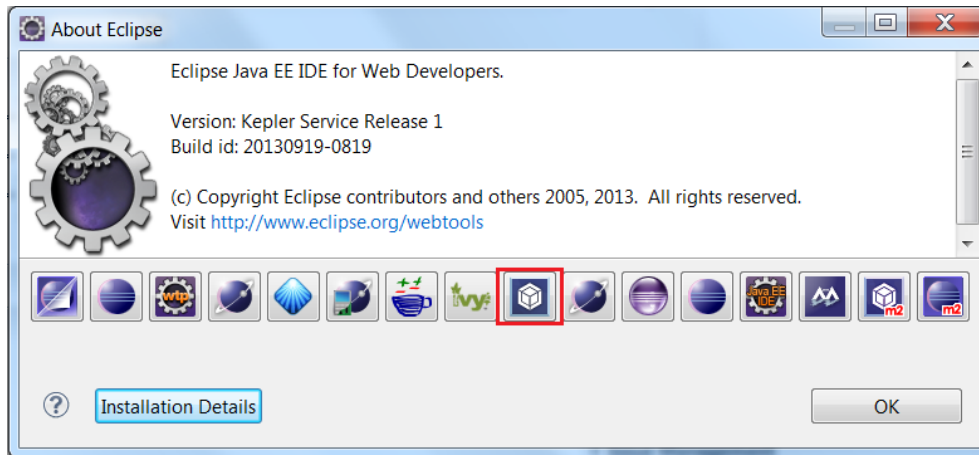 About Eclipse
Eclipse Java EE IDE for Web Developers.
Version: Kepler Service Release 1
Build id: 20130919-0819
(c) Copyright Eclipse contributors and others 2005, 2013.  All rights reserved.
Visit http://www.eclipse.org/webtools
wtp
++
ivy
Java EE
IDE
m2
m2
Installation Details
OK